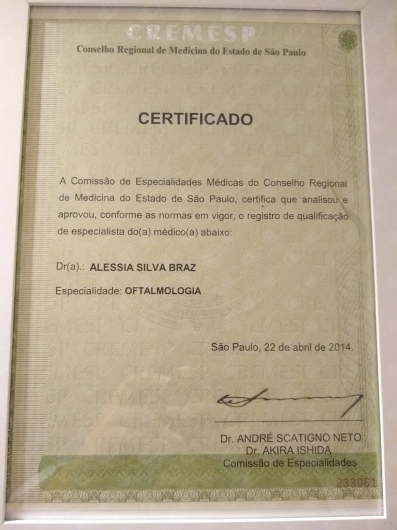 CREMESP
Conselho Regional de Medicina do Estado de São Paulo
CERTIFICADO
A Comissão de Especialidades Médicas do Conselho Regional
de Medicina do Estado de São Paulo, certifica que analisou e
aprovou, conforme as normas em vigor, o registro de qualificação
de especialista do(a) médico(a) abaixo:
Dr(a).: ALESSIA SILVA BRAZ
Especialidade: OFTALMOLOGIA
São Paulo, 22 de abril de 2014.
Dr. ANDRÉ SCATIGNO NETO
Dr. AKIRA ISHIDA
Comissão de Especialidades
233061